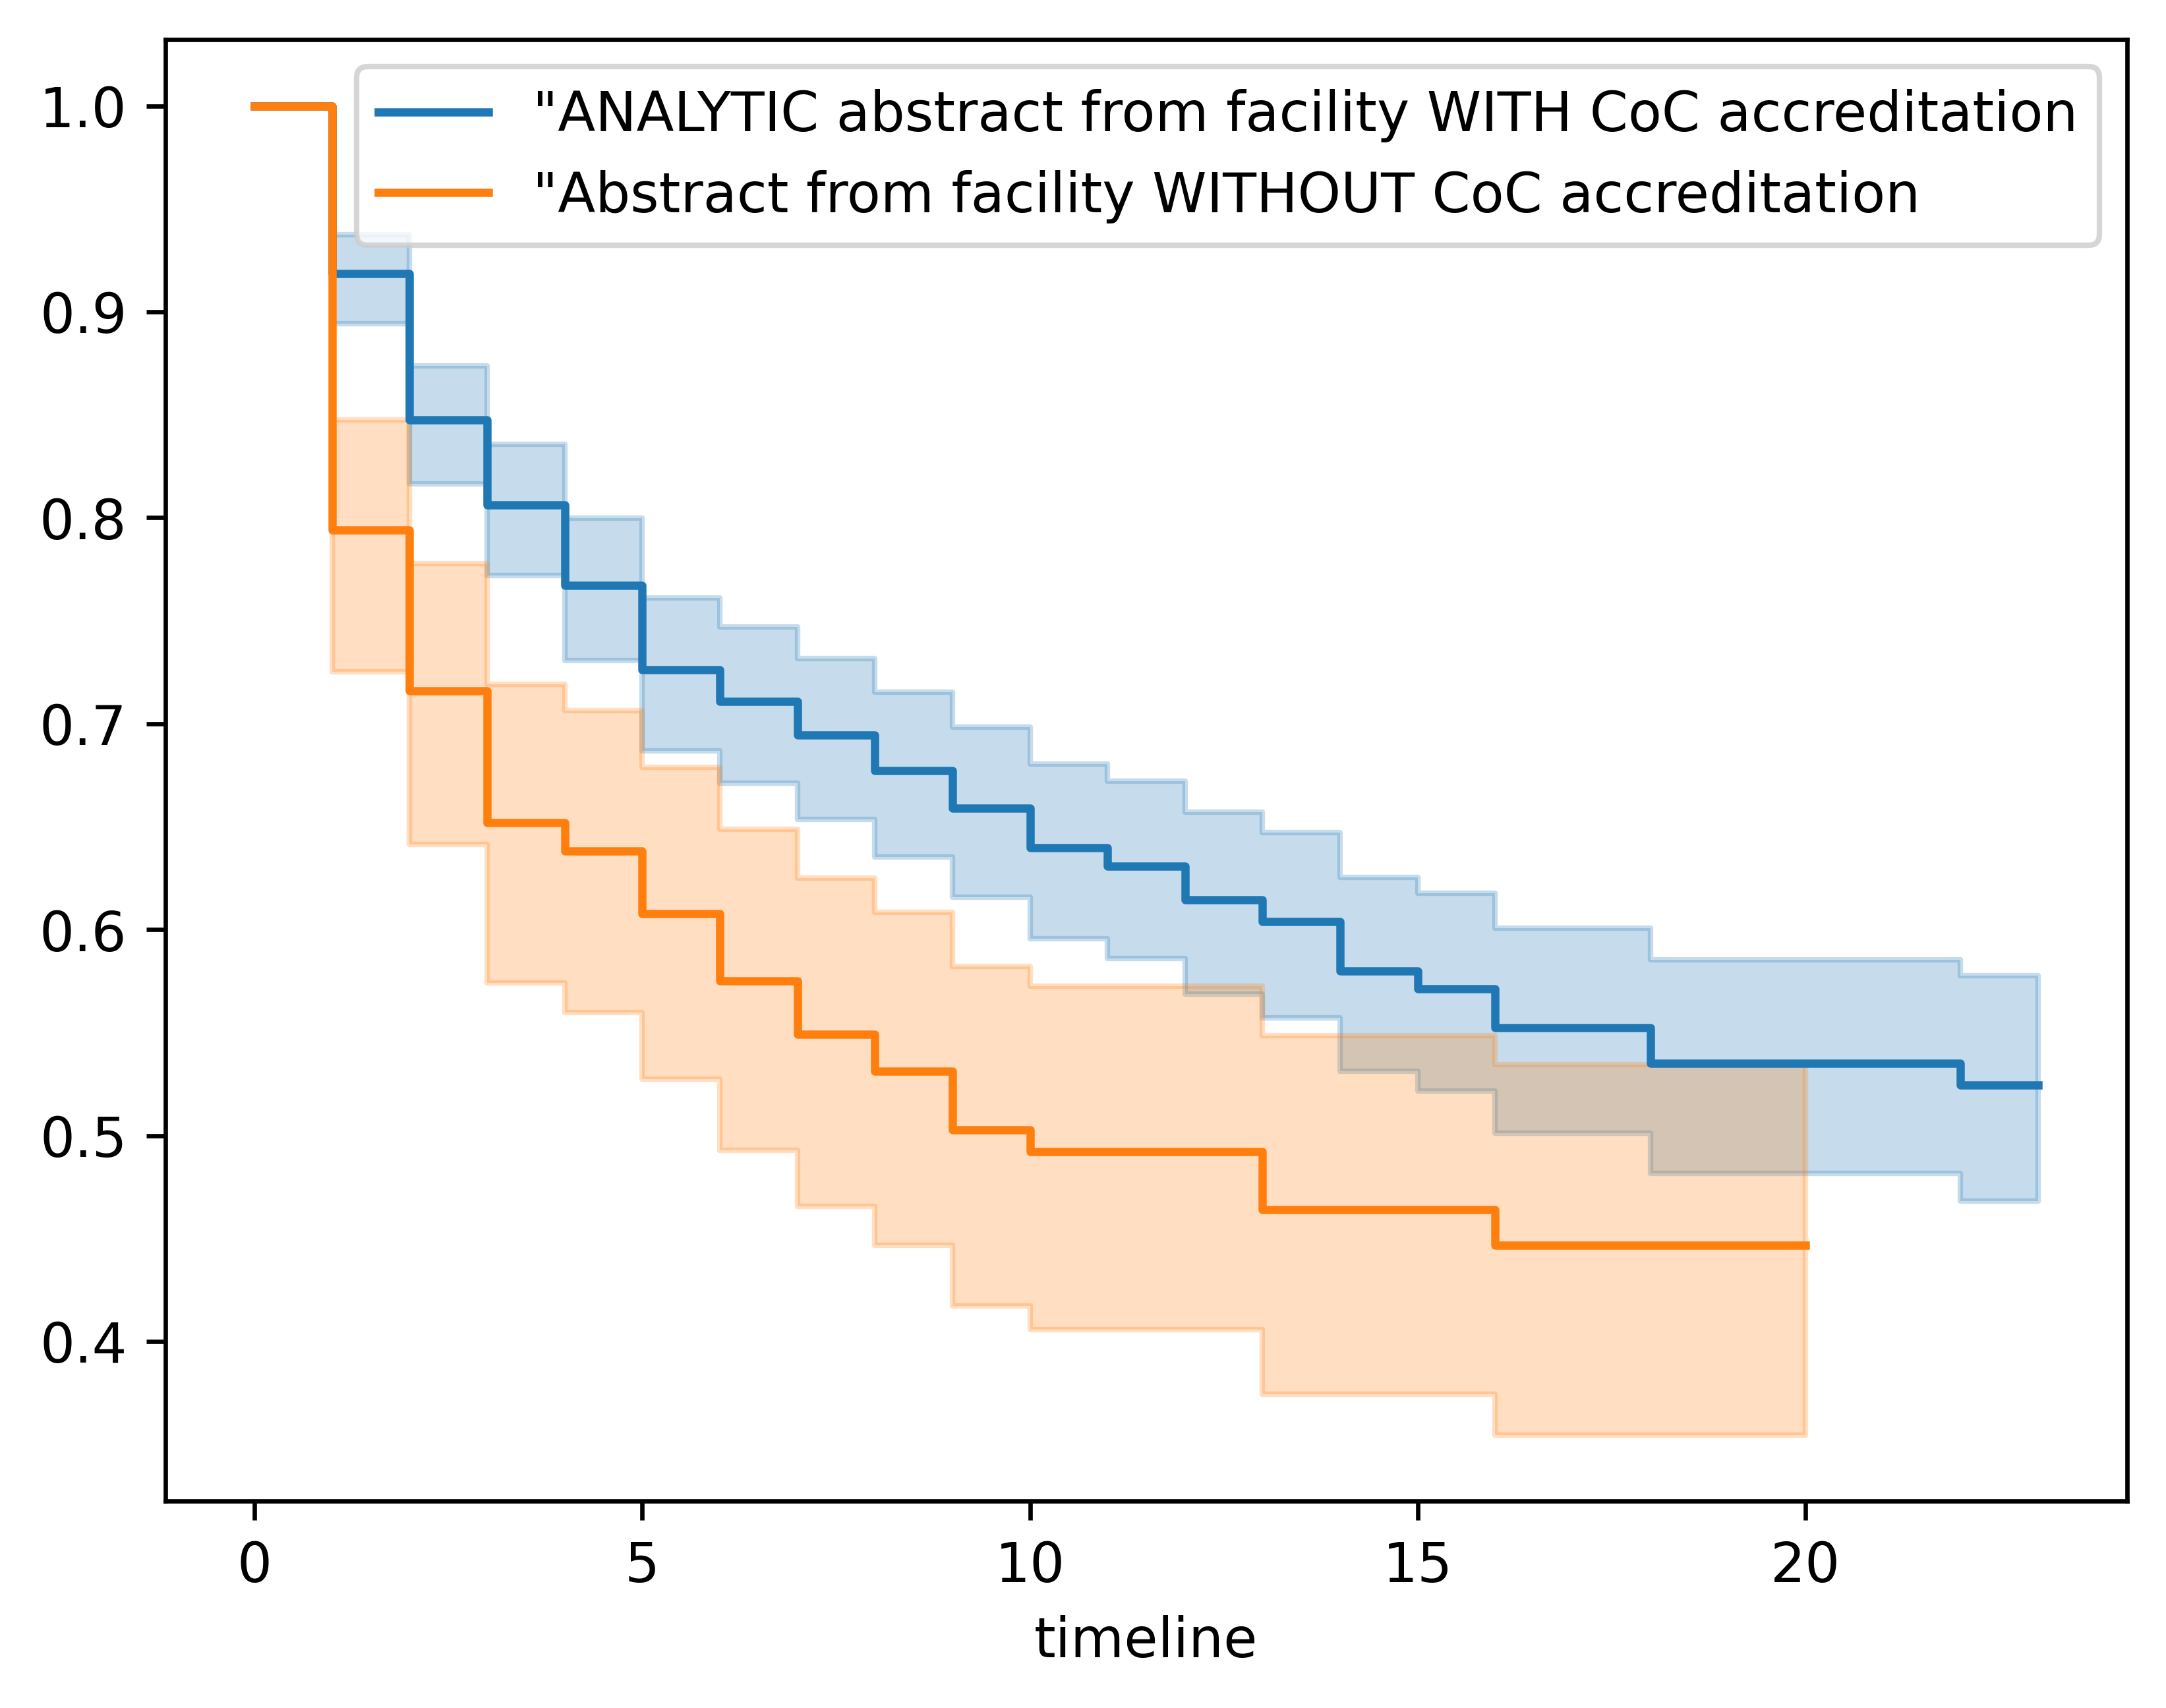 "ANALYTIC abstract from facility WITH CoC accreditation
"Abstract from facility WITHOUT CoC accreditation
1.0
0.9
0.8
0.7
0.6
0.5
0.4
0 5 10 15 20
timeline